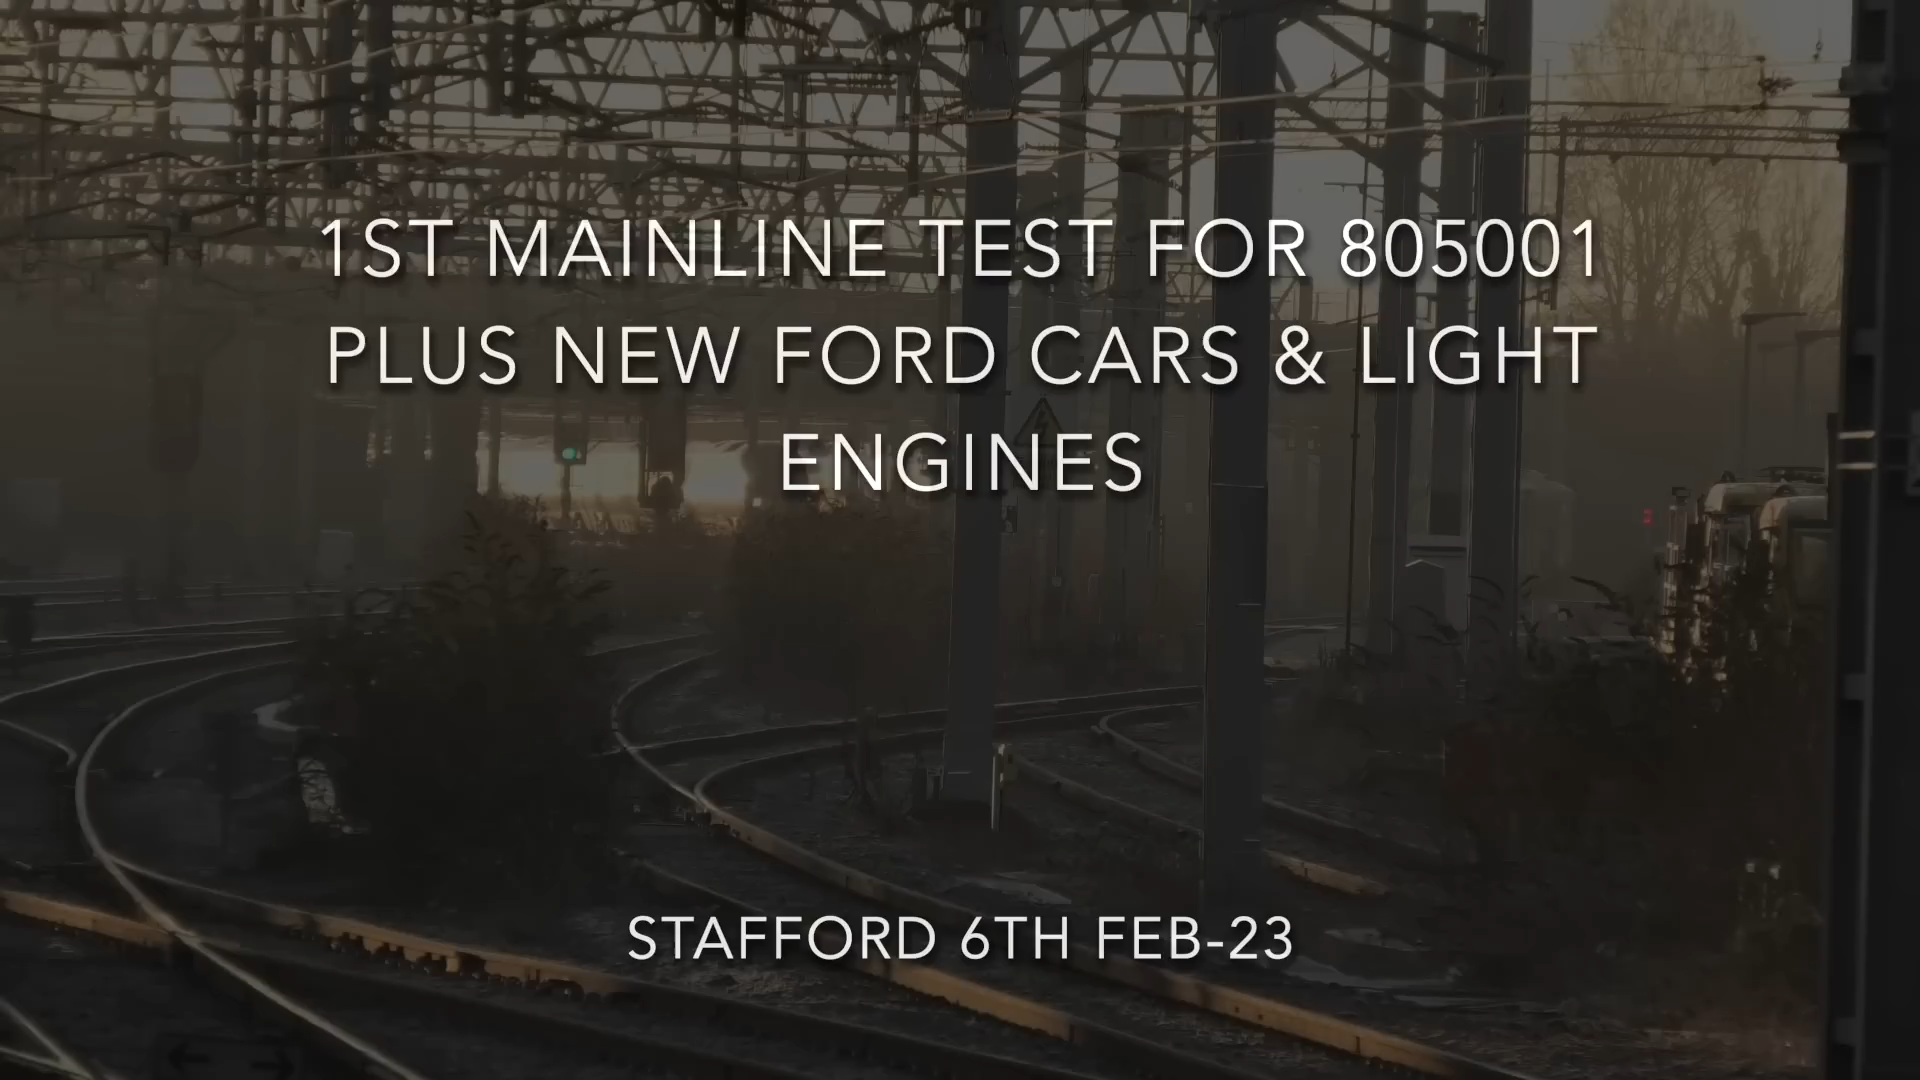 1ST MAINLINE TEST FOR 805001
PLUS NEW FORD CARS & LIGHT
ENGINES
STAFFORD 6TH FEB-23